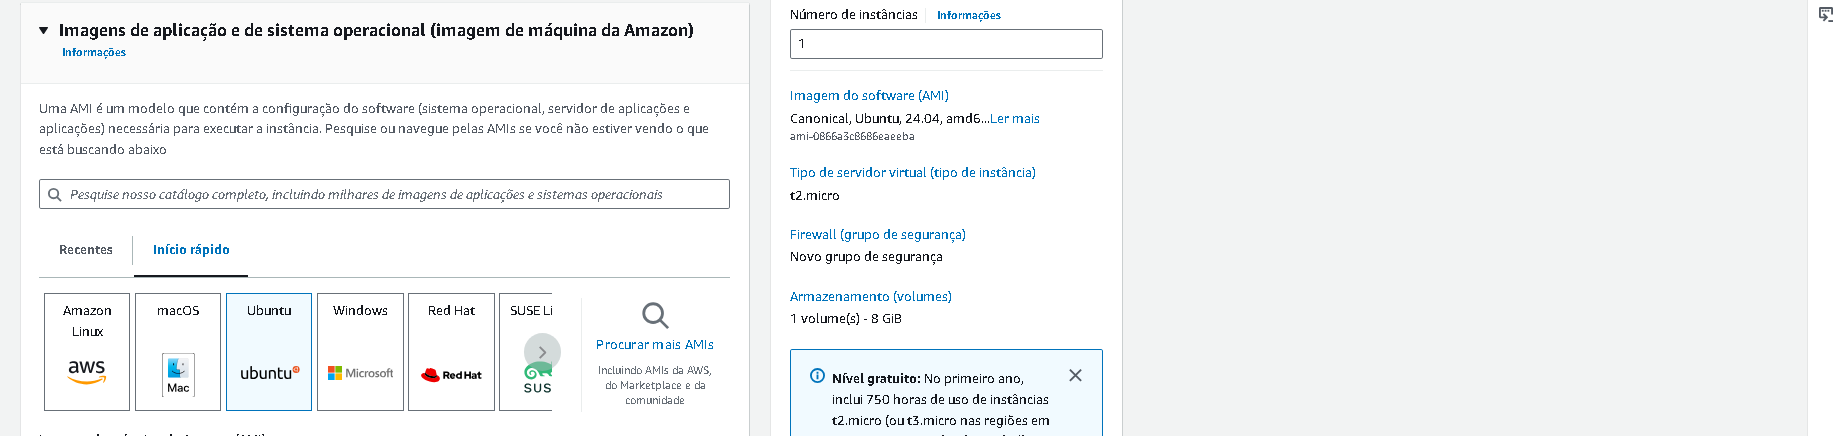 Imagens de aplicação e de sistema operacional (imagem de máquina da Amazon)
Informações
Uma AMI é um modelo que contém a configuração do software (sistema operacional, servidor de aplicações e
aplicações) necessária para executar a instância. Pesquise ou navegue pelas AMIs se você não estiver vendo o que
está buscando abaixo
Pesquise nosso catálogo completo, incluindo milhares de imagens de aplicações e sistemas operacionais
Recentes
Início rápido
Amazon
Linux
aws
macOS
Mac
Ubuntu
ubuntu
Windows
Microsoft
Red Hat
Red Hat
SUSE Li
SUS
Procurar mais AMIs
Incluindo AMIs da AWS,
do Marketplace e da
comunidade
Número de instâncias
Informações
1
Imagem do software (AMI)
Canonical, Ubuntu, 24.04, amd6...Ler mais
ami-0866a3c8686eaeeba
Tipo de servidor virtual (tipo de instância)
t2.micro
Firewall (grupo de segurança)
Novo grupo de segurança
Armazenamento (volumes)
1 volume(s) - 8 GiB
Nível gratuito: No primeiro ano,
inclui 750 horas de uso de instâncias
t2.micro (ou t3.micro nas regiões em